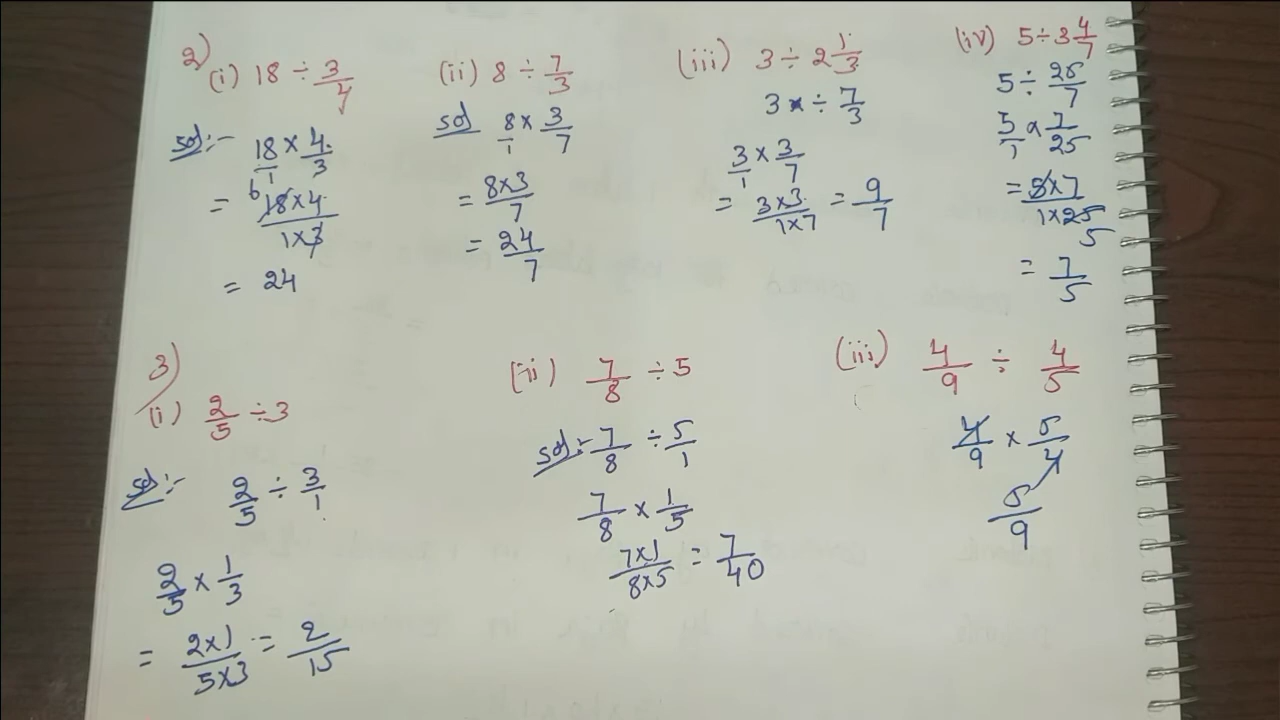 2)
(i) 18 ÷ 3/4
sol:-
18/1 × 4/3
= 18×4/1×3 6
= 24
(ii) 8 ÷ 7/3
sol 8/1 × 3/7
= 8×3/7
= 24/7
(iii) 3 ÷ 2 1/3
3 ÷ 7/3
3/1 × 3/7
= 3×3/1×7 = 9/7
(iv) 5÷3 4/7
5 ÷ 25/7
5/1 × 7/25
= 5×7/1×25 5
= 7/5
3)
(i) 2/5 ÷3
sol:- 2/5 ÷ 3/1
2/5 × 1/3
= 2×1/5×3 = 2/15
(ii) 7/8 ÷5
sol:- 7/8 ÷ 5/1
7/8 × 1/5
7×1/8×5 = 7/40
(iii) 4/9 ÷ 4/5
4/9 × 5/4
5/9